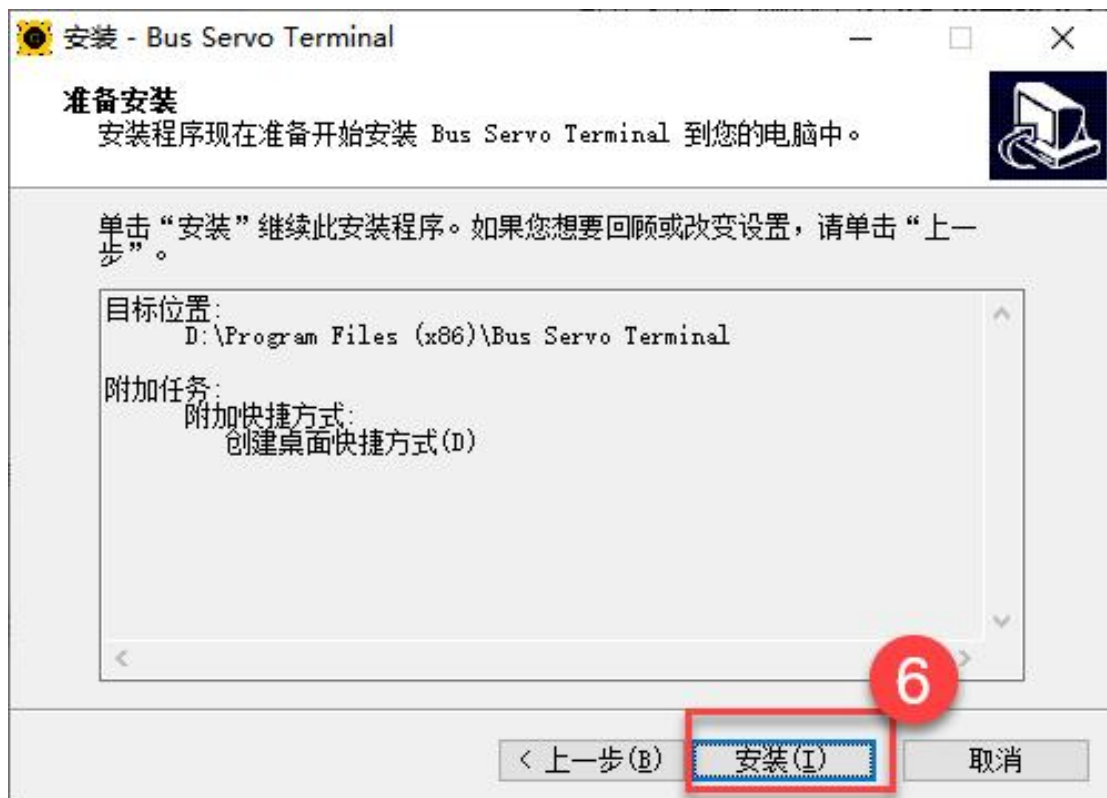 安装 - Bus Servo Terminal
准备安装
安装程序现在准备开始安装 Bus Servo Terminal 到您的电脑中。
单击“安装”继续此安装程序。如果您想要回顾或改变设置，请单击“上一
步”。
目标位置:
D:\Program Files (x86)\Bus Servo Terminal
附加任务:
附加快捷方式:
创建桌面快捷方式(D)
6
< 上一步(B)
安装(I)
取消